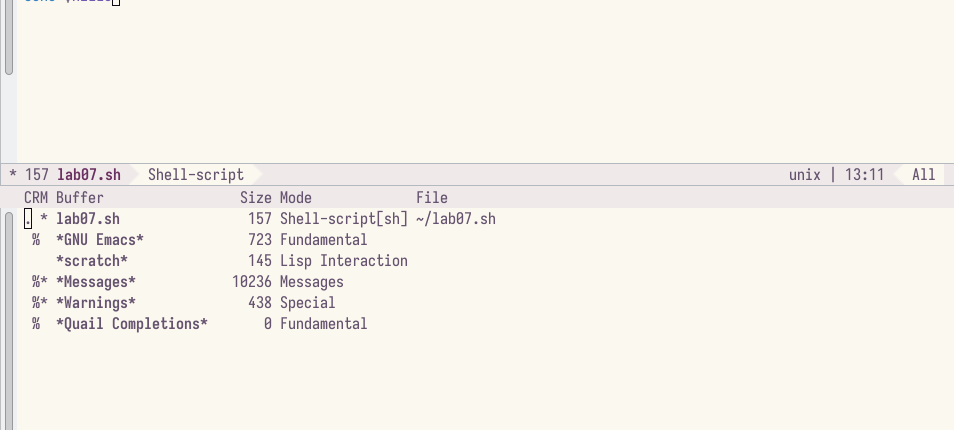 * 157 lab07.sh Shell-script unix | 13:11 All
CRM Buffer Size Mode File
. * lab07.sh 157 Shell-script[sh] ~/lab07.sh
% *GNU Emacs* 723 Fundamental
*scratch* 145 Lisp Interaction
%* *Messages* 10236 Messages
%* *Warnings* 438 Special
% *Quail Completions* 0 Fundamental